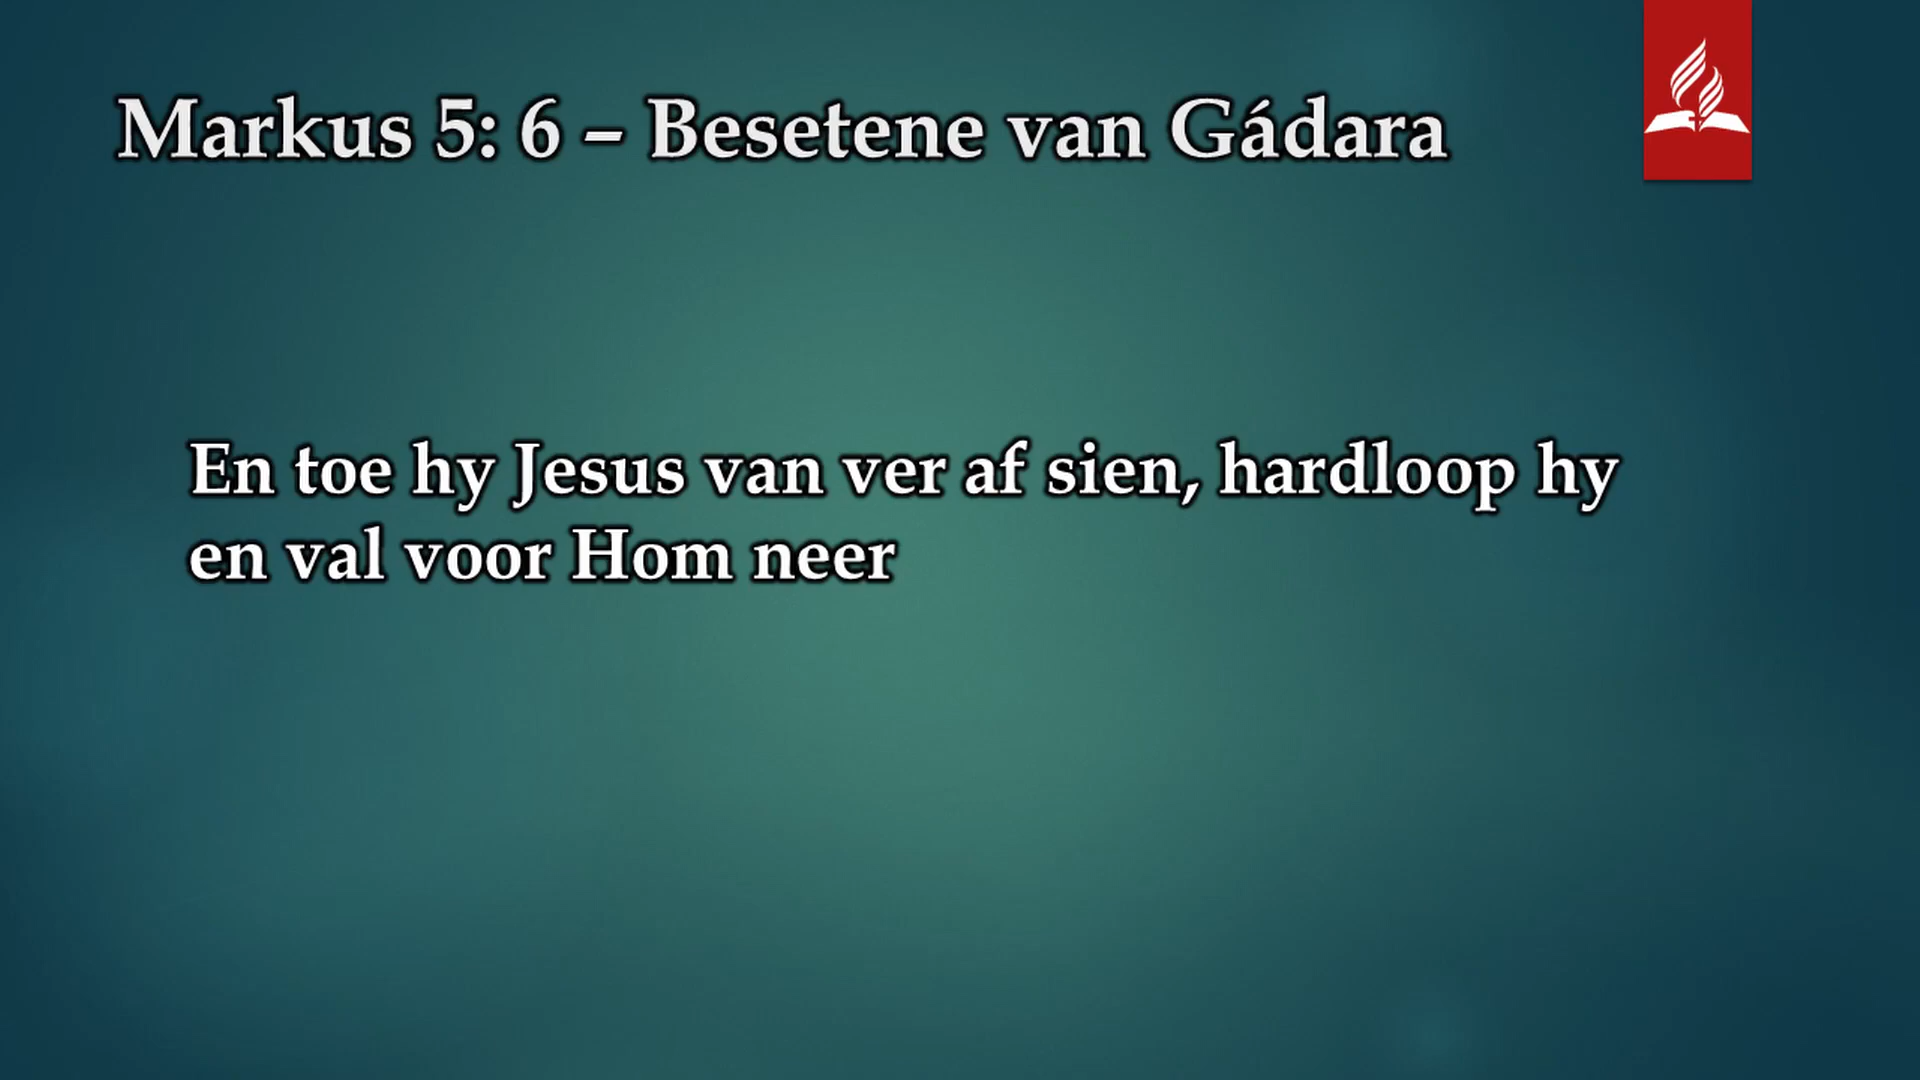 Markus 5: 6 – Besetene van Gádara
En toe hy Jesus van ver af sien, hardloop hy
en val voor Hom neer